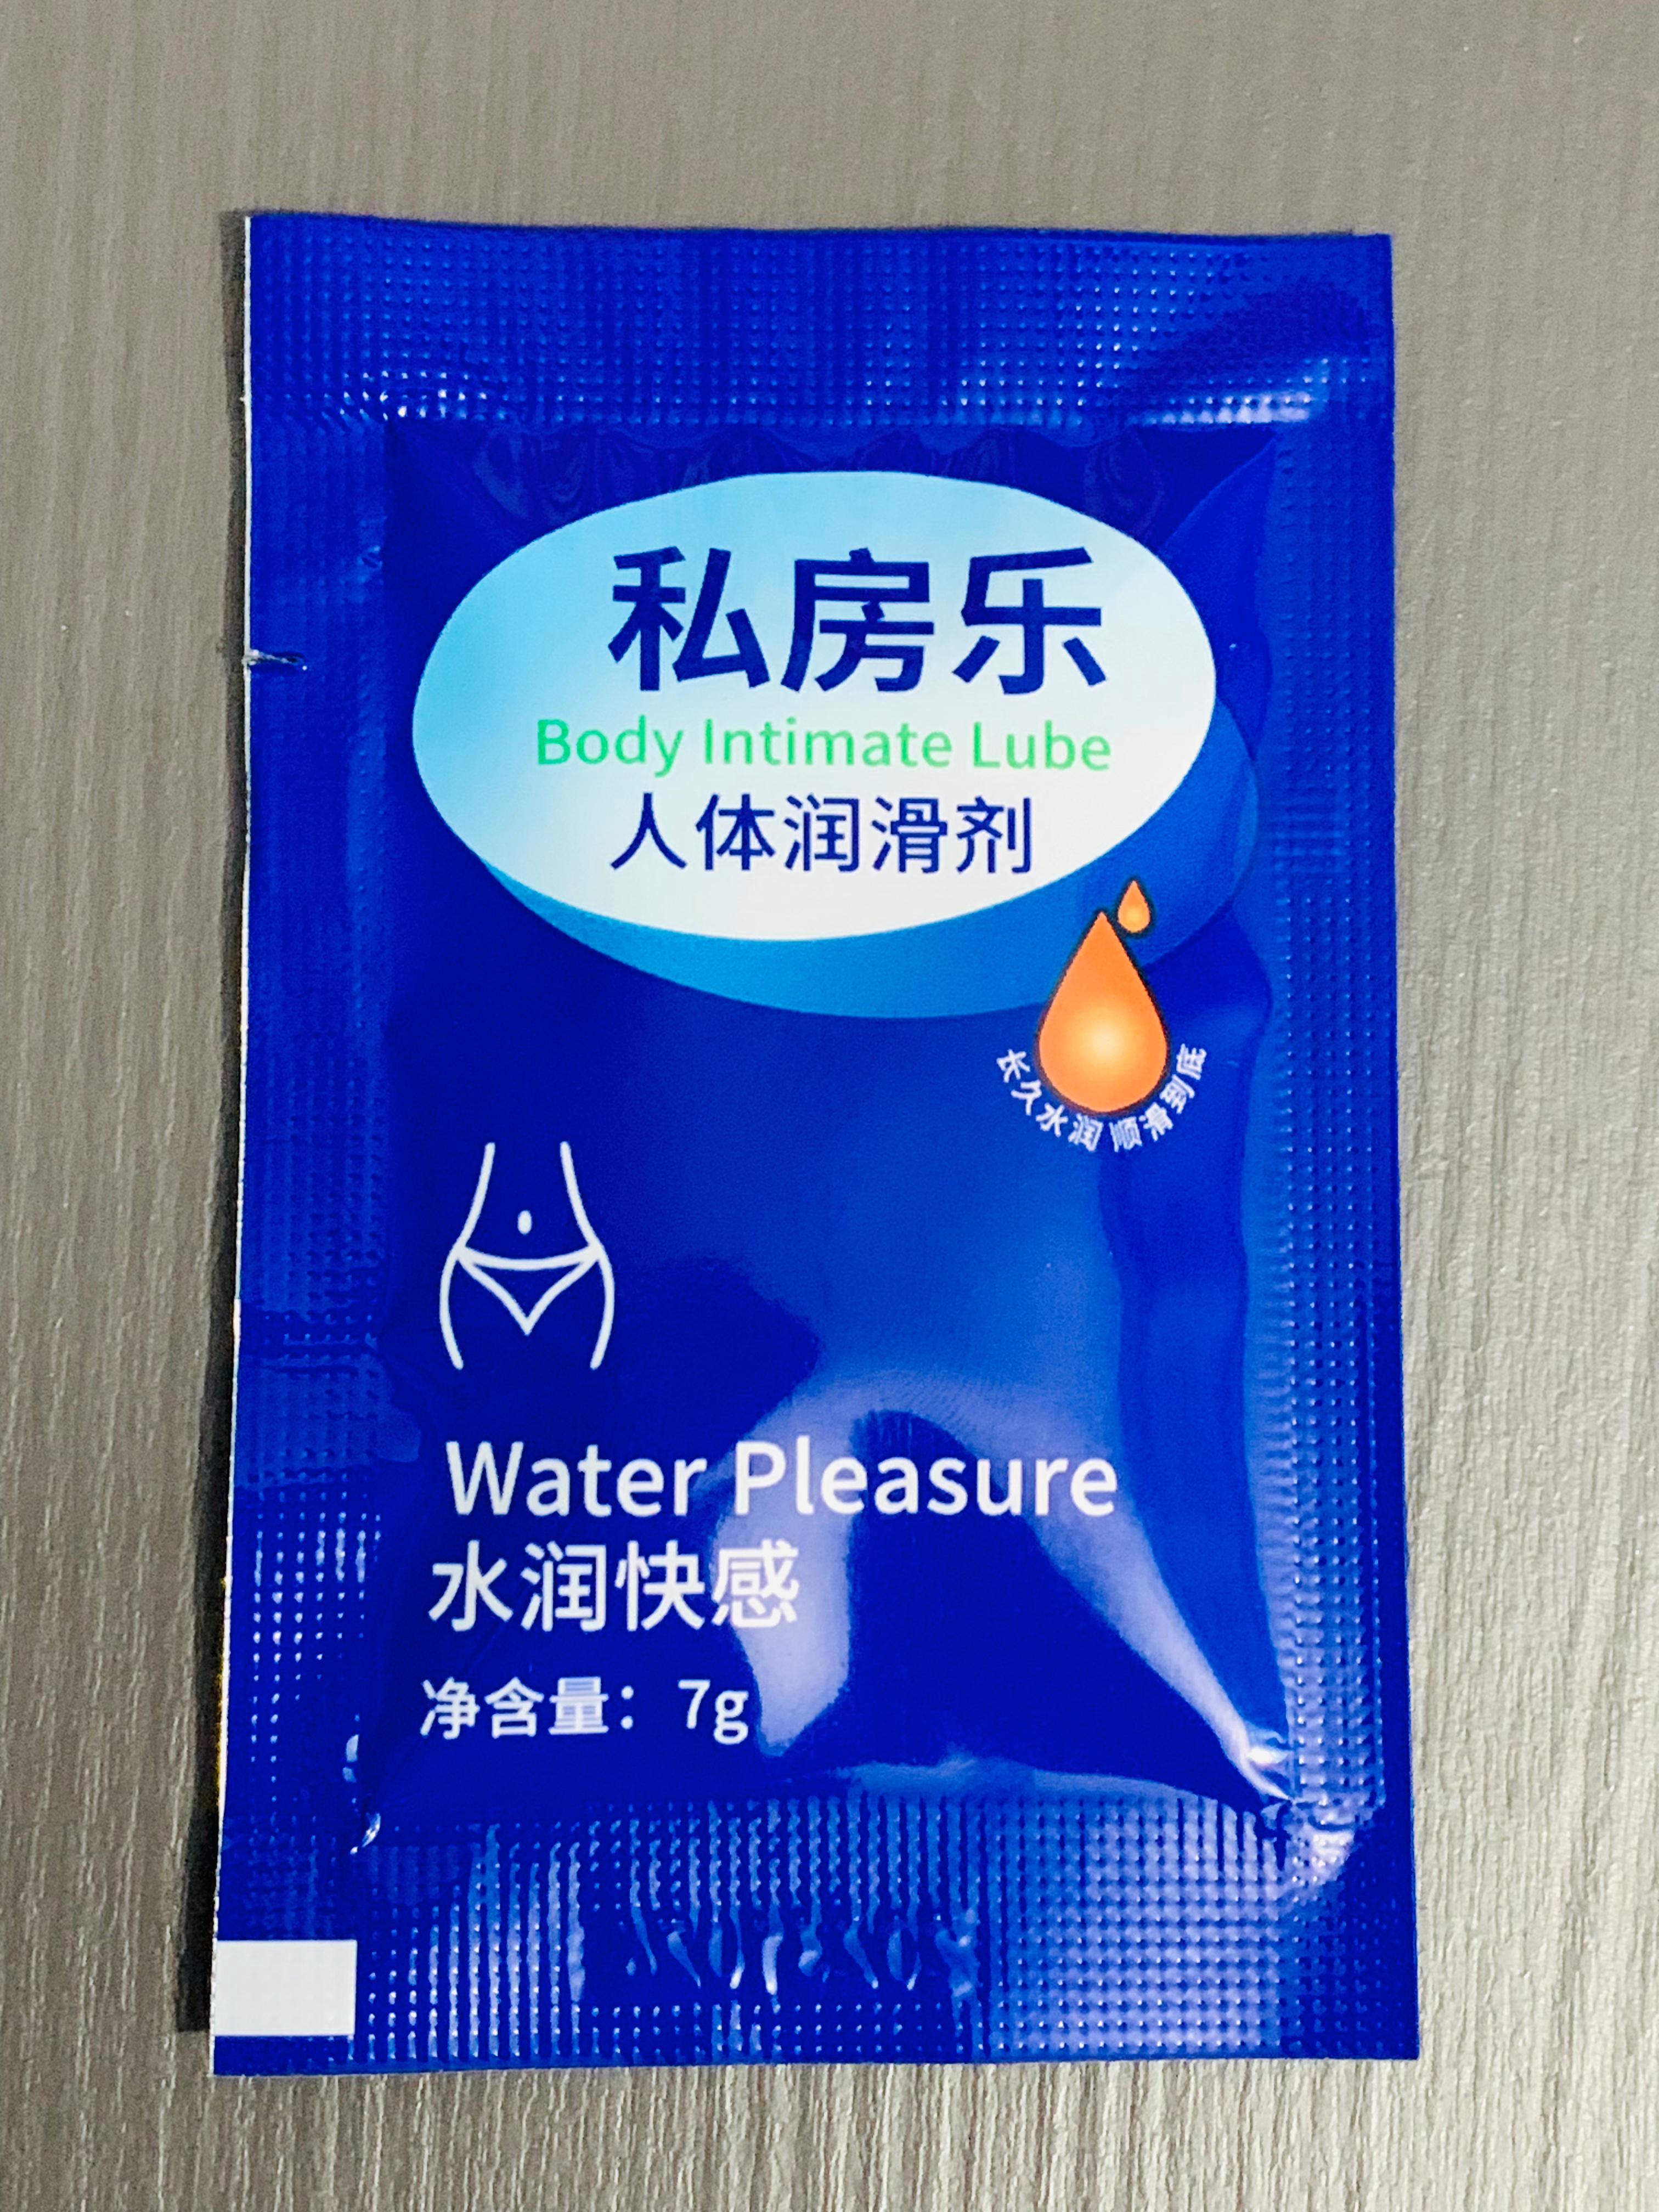 私房乐
Body Intimate Lube
人体润滑剂
长久水润 顺滑到底
Water Pleasure
水润快感
净含量：7g